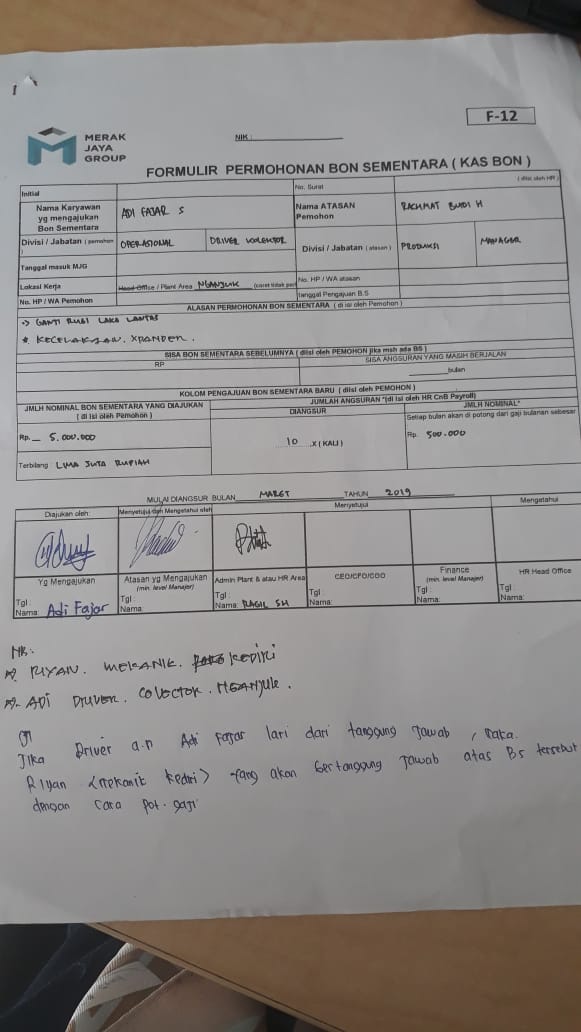 F-12
MERAK
JAYA
GROUP
NIK :
FORMULIR PERMOHONAN BON SEMENTARA ( KAS BON )
Initial
No. Surat
( diisi oleh HR )
Nama Karyawan
yg mengajukan
Bon Sementara
ADI FAJAR S
Nama ATASAN
Pemohon
RACHMAT BUDI H
Divisi / Jabatan ( pemohon )
OPERASIONAL
DRIVER KOLEKTOR
Divisi / Jabatan ( atasan )
PRODUKSI
MANAGER
Tanggal masuk MJG
Lokasi Kerja
Head Office / Plant Area NGANJUK (coret tidak per
No. HP / WA atasan
No. HP / WA Pemohon
Tanggal Pengajuan B.S
ALASAN PERMOHONAN BON SEMENTARA ( di isi oleh Pemohon )
-> GANTI RUGI LAKA LANTAS
* KECELAKAAN. XPANDER.
SISA BON SEMENTARA SEBELUMNYA ( diisi oleh PEMOHON jika msh ada BS )
RP
SISA ANGSURAN YANG MASIH BERJALAN
bulan
KOLOM PENGAJUAN BON SEMENTARA BARU ( diisi oleh PEMOHON )
JMLH NOMINAL BON SEMENTARA YANG DIAJUKAN
( di isi oleh Pemohon )
JUMLAH ANGSURAN *(di isi oleh HR CnB Payroll)
DIANGSUR
JMLH NOMINAL*
Setiap bulan akan di potong dari gaji bulanan sebesar
Rp. 5.000.000
10 X ( KALI )
Rp. 500.000
Terbilang : LIMA JUTA RUPIAH
MULAI DIANGSUR BULAN MARET TAHUN 2019
Diajukan oleh:
Menyetujui dan Mengetahui oleh
Menyetujui
Mengetahui
Yg Mengajukan
Atasan yg Mengajukan
(min. level Manajer)
Admin Plant & atau HR Area
CEO/CFO/COO
Finance
(min. level Manajer)
HR Head Office
Tgl :
Nama: Adi Fajar
Tgl :
Nama:
Tgl :
Nama: RAGIL SH
Tgl :
Nama:
Tgl :
Nama:
Tgl :
Nama:
NB:
RIYAN. MEKANIK. KEDIRI
ADI DRIVER. COLECTOR. NGANJUK.
Jika Driver a.n Adi Fajar lari dari tanggung jawab, maka.
Riyan <mekanik kediri> yang akan bertanggung jawab atas BS tersebut
dengan cara pot. gaji